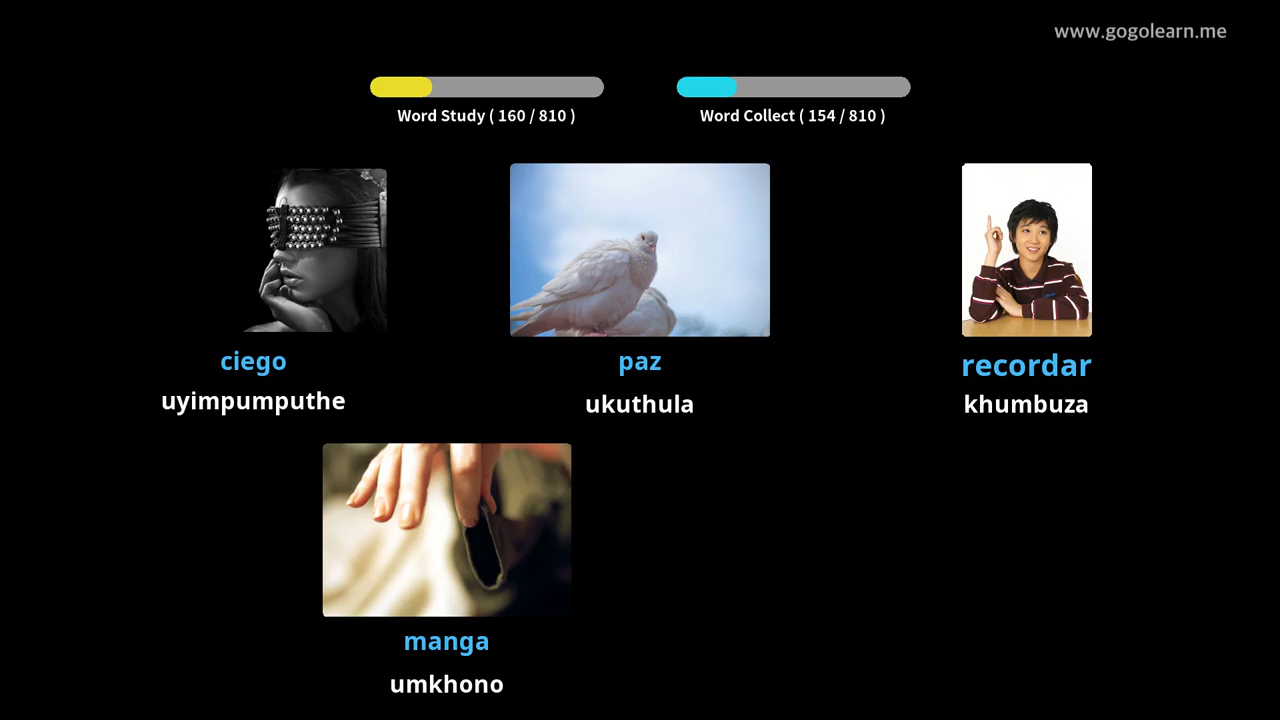 www.gogolearn.me
Word Study ( 160 / 810 )
Word Collect ( 154 / 810 )
ciego
uyimpumputhe
paz
ukuthula
recordar
khumbuza
manga
umkhono